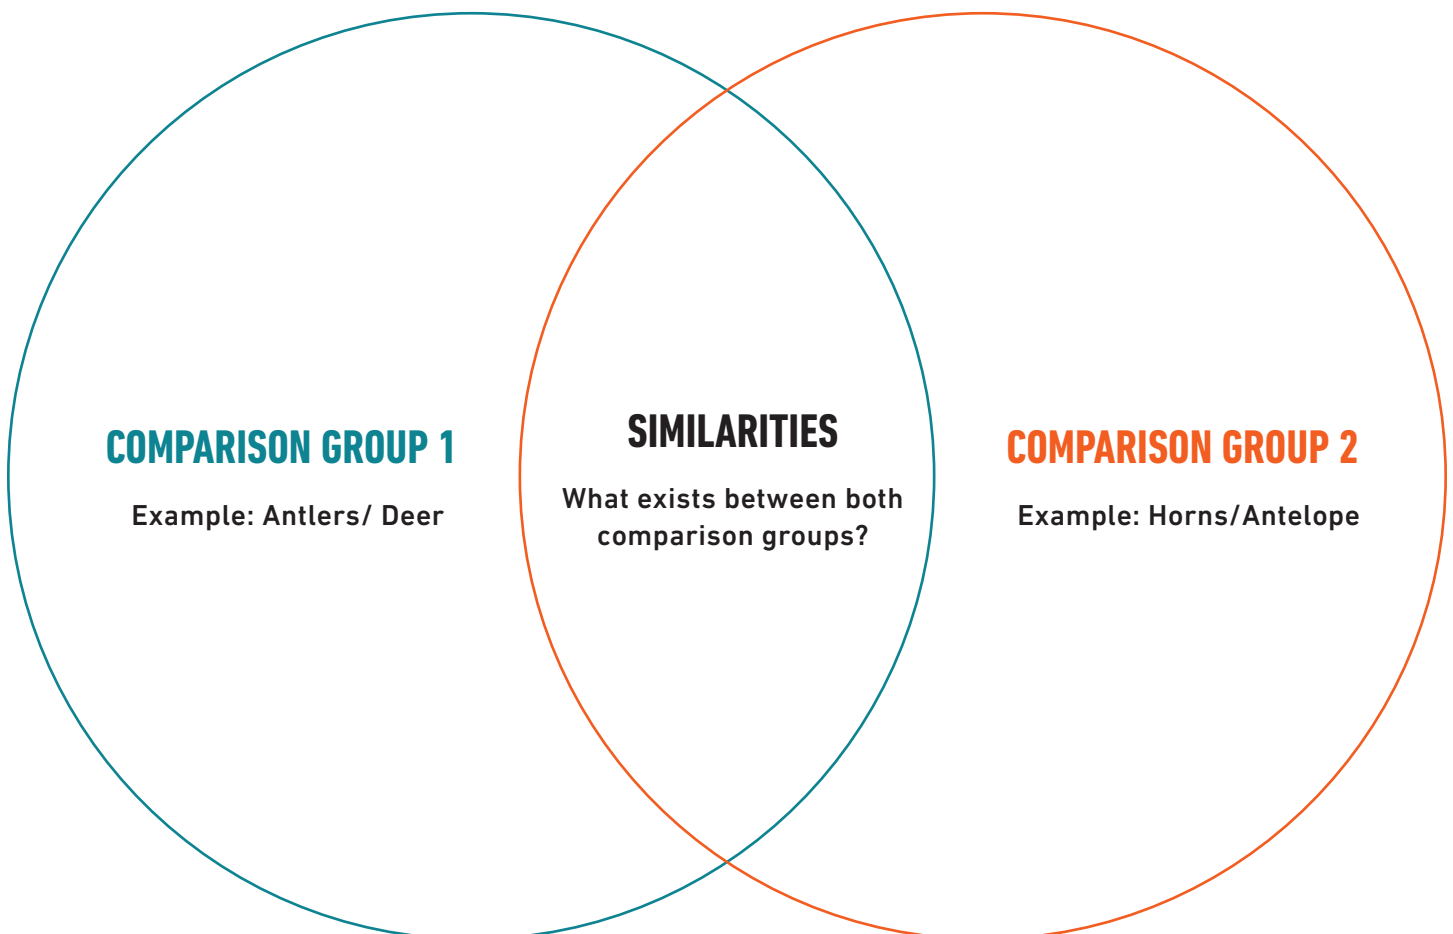 COMPARISON GROUP 1
Example: Antlers/ Deer
SIMILARITIES
What exists between both
comparison groups?
COMPARISON GROUP 2
Example: Horns/Antelope